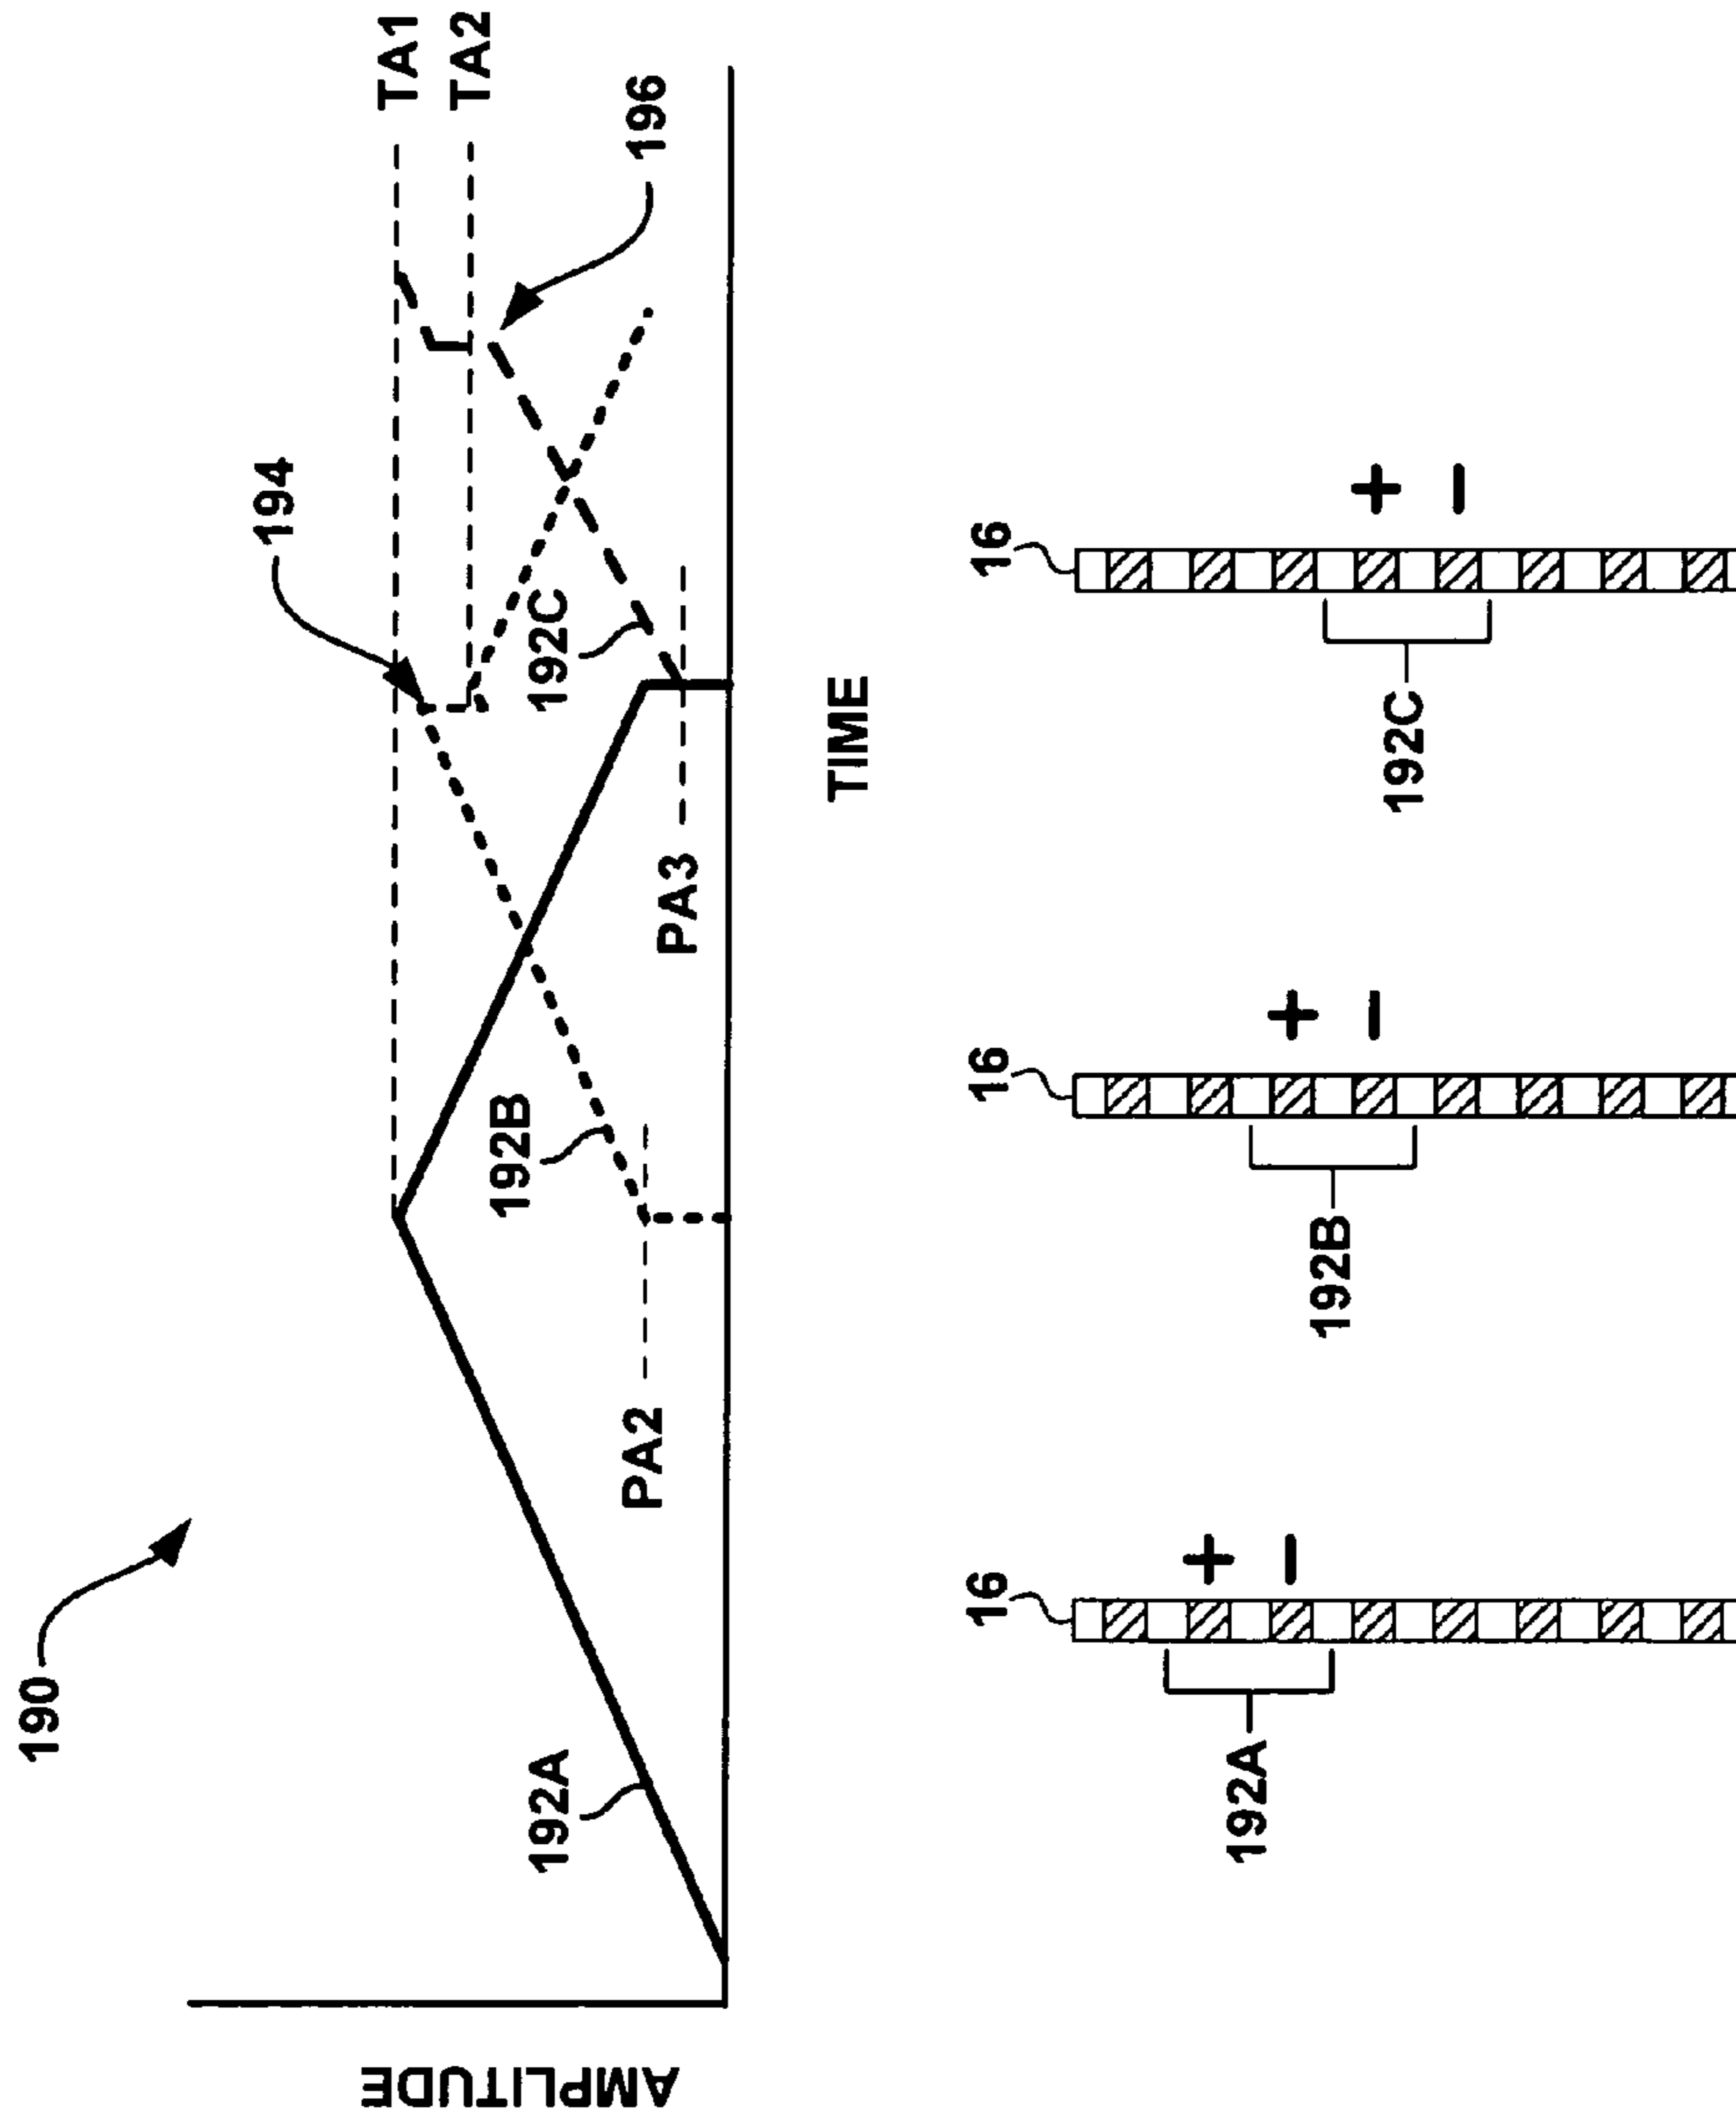 190
194
TA1
TA2
AMPLITUDE
192A
192B
192C
196
PA2
PA3
TIME
16
16
16
+
−
+
−
+
−
192A
192B
192C